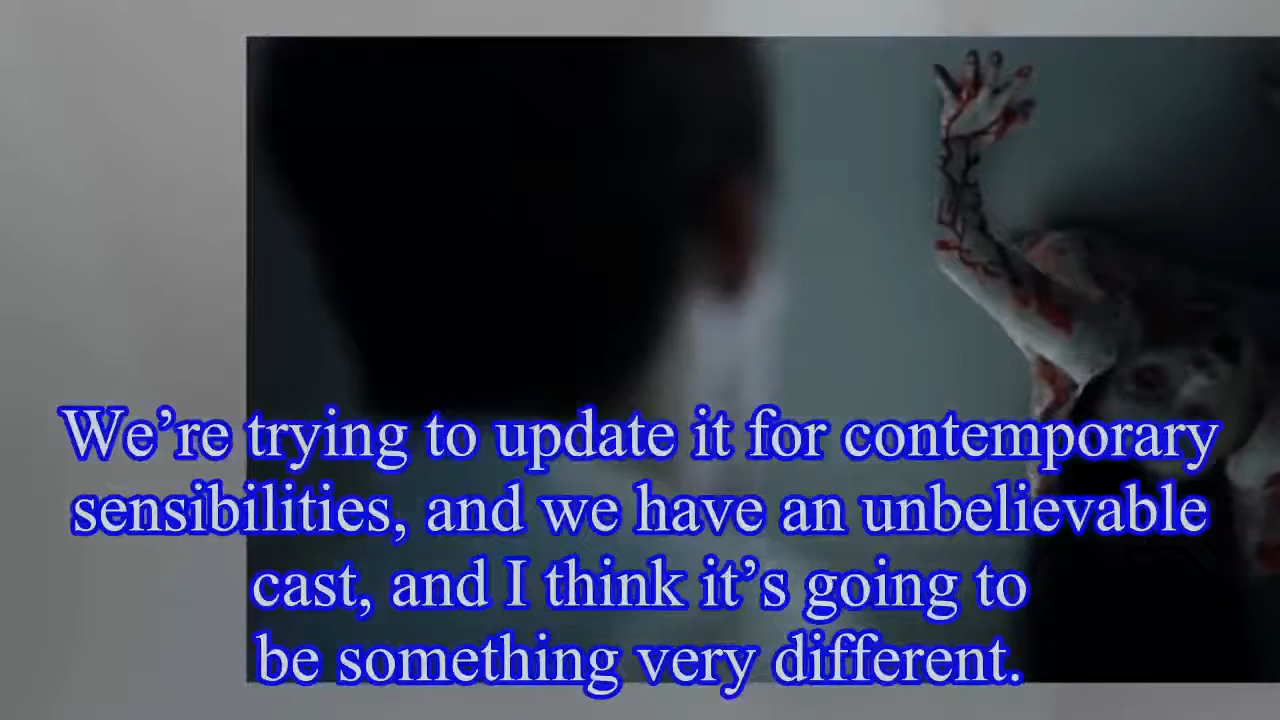 We’re trying to update it for contemporary
sensibilities, and we have an unbelievable
cast, and I think it’s going to
be something very different.